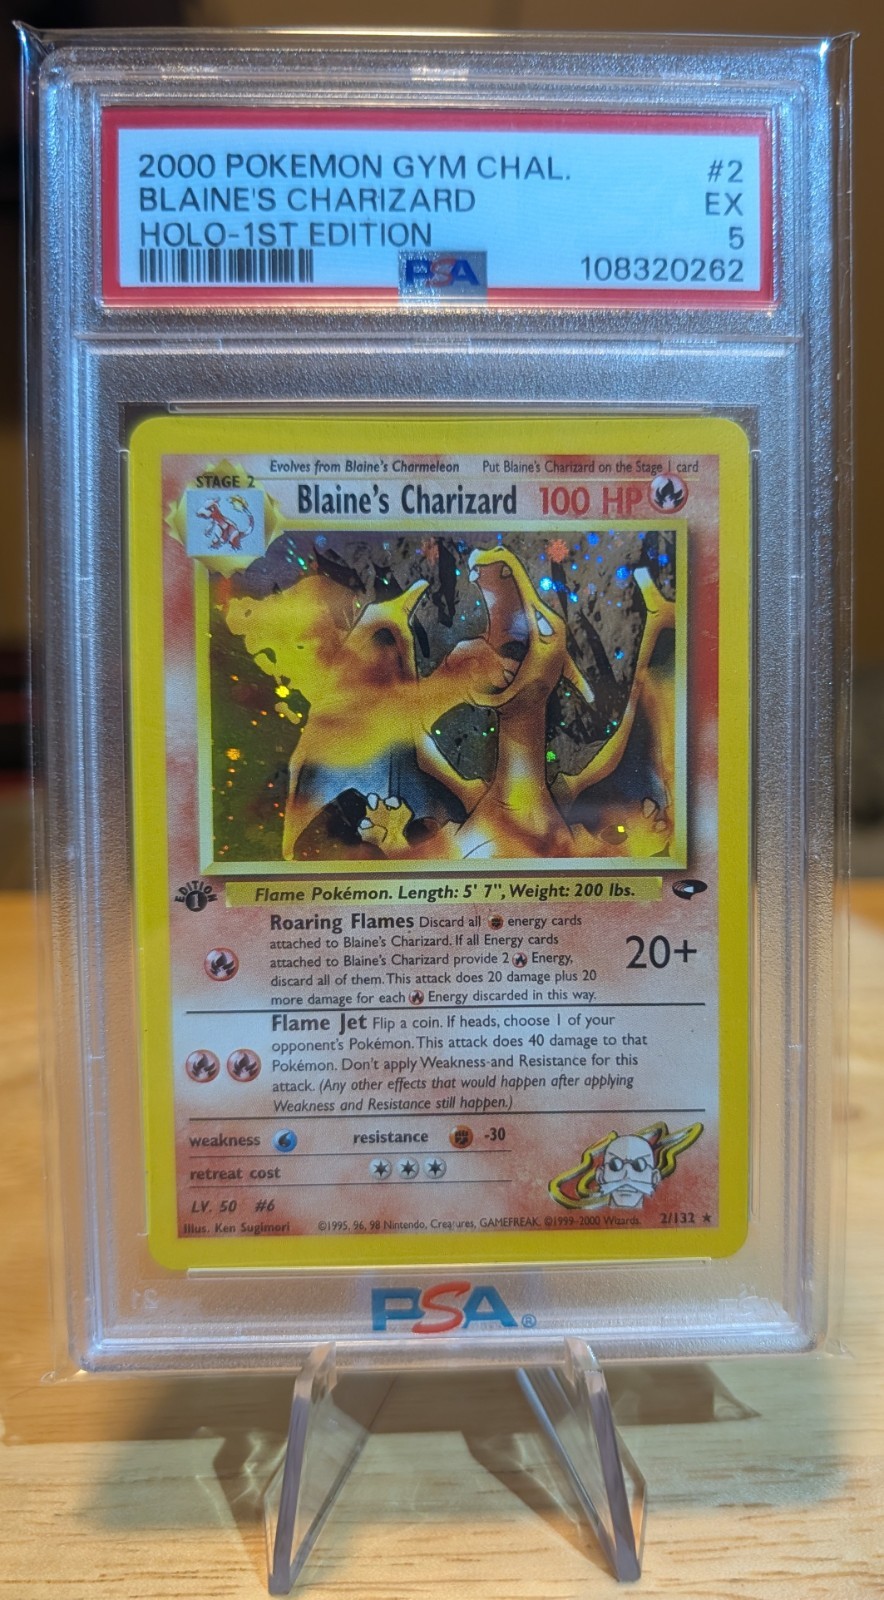 2000 POKEMON GYM CHAL. #2
BLAINE'S CHARIZARD EX
HOLO-1ST EDITION 5
PSA 108320262
Evolves from Blaine's Charmeleon Put Blaine's Charizard on the Stage 1 card
STAGE 2
Blaine's Charizard 100 HP
EDITION
1
Flame Pokémon. Length: 5' 7", Weight: 200 lbs.
Roaring Flames Discard all energy cards
attached to Blaine's Charizard. If all Energy cards
attached to Blaine's Charizard provide 2 Energy,
discard all of them. This attack does 20 damage plus 20
more damage for each Energy discarded in this way.
20+
Flame Jet Flip a coin. If heads, choose 1 of your
opponent's Pokémon. This attack does 40 damage to that
Pokémon. Don't apply Weakness and Resistance for this
attack. (Any other effects that would happen after applying
Weakness and Resistance still happen.)
weakness resistance -30
retreat cost
LV. 50 #6
Illus. Ken Sugimori ©1995, 96, 98 Nintendo, Creatures, GAMEFREAK. ©1999-2000 Wizards. 2/132 ★
PSA®